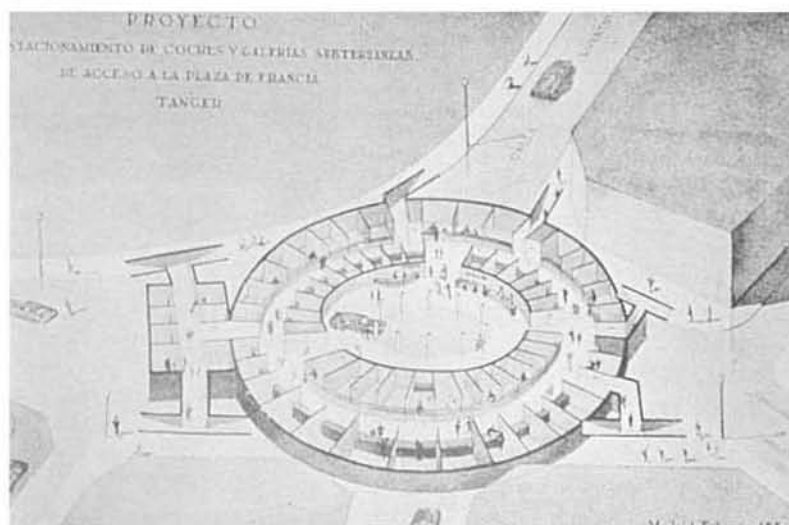 PROYECTO
STACIONAMIENTO DE COCHES Y GALERIAS SUBTERRANEAS
DE ACCESO A LA PLAZA DE FRANCIA
TANGER